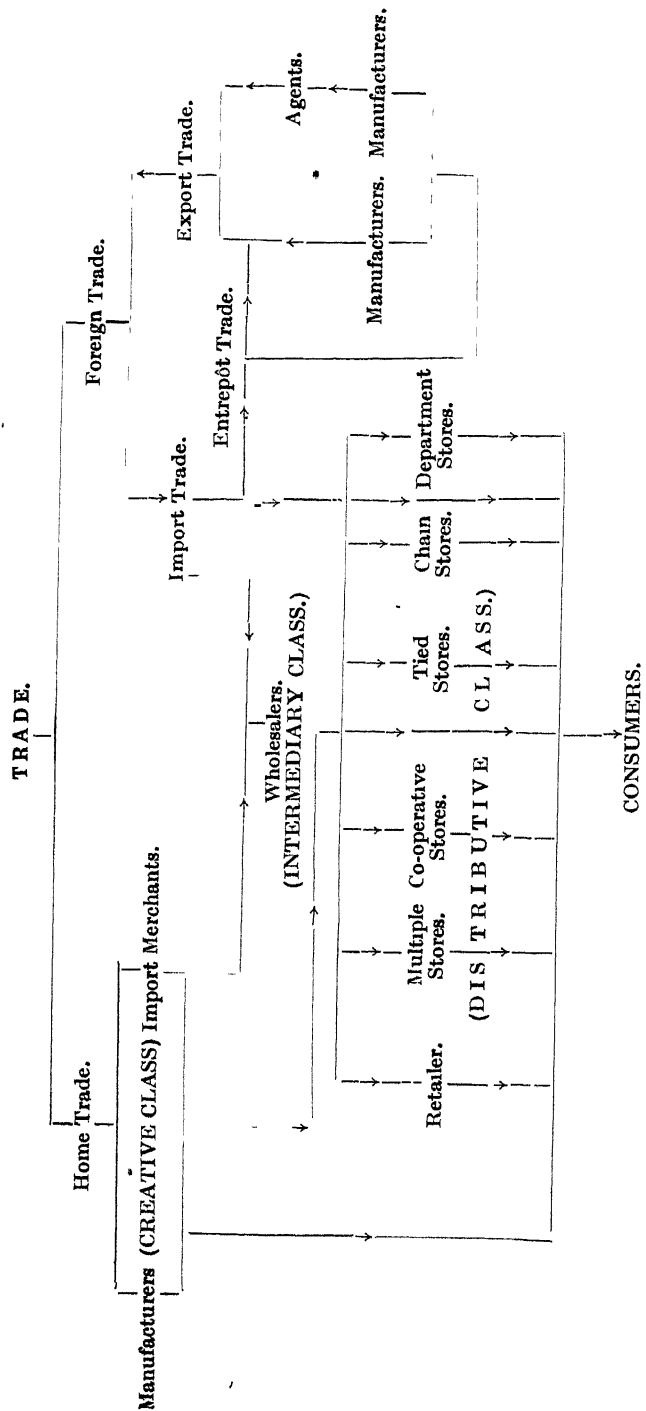 TRADE.
Home Trade.
Foreign Trade.
Manufacturers (CREATIVE CLASS) Import Merchants.
Import Trade.
Export Trade.
Entrepôt Trade.
Agents.
Wholesalers.
(INTERMEDIARY CLASS.)
Manufacturers.
Manufacturers
Retailer.
Multiple
Stores.
Co-operative
Stores.
Tied
Stores.
Chain
Stores.
Department
Stores.
(DISTRIBUTIVE CLASS.)
CONSUMERS.